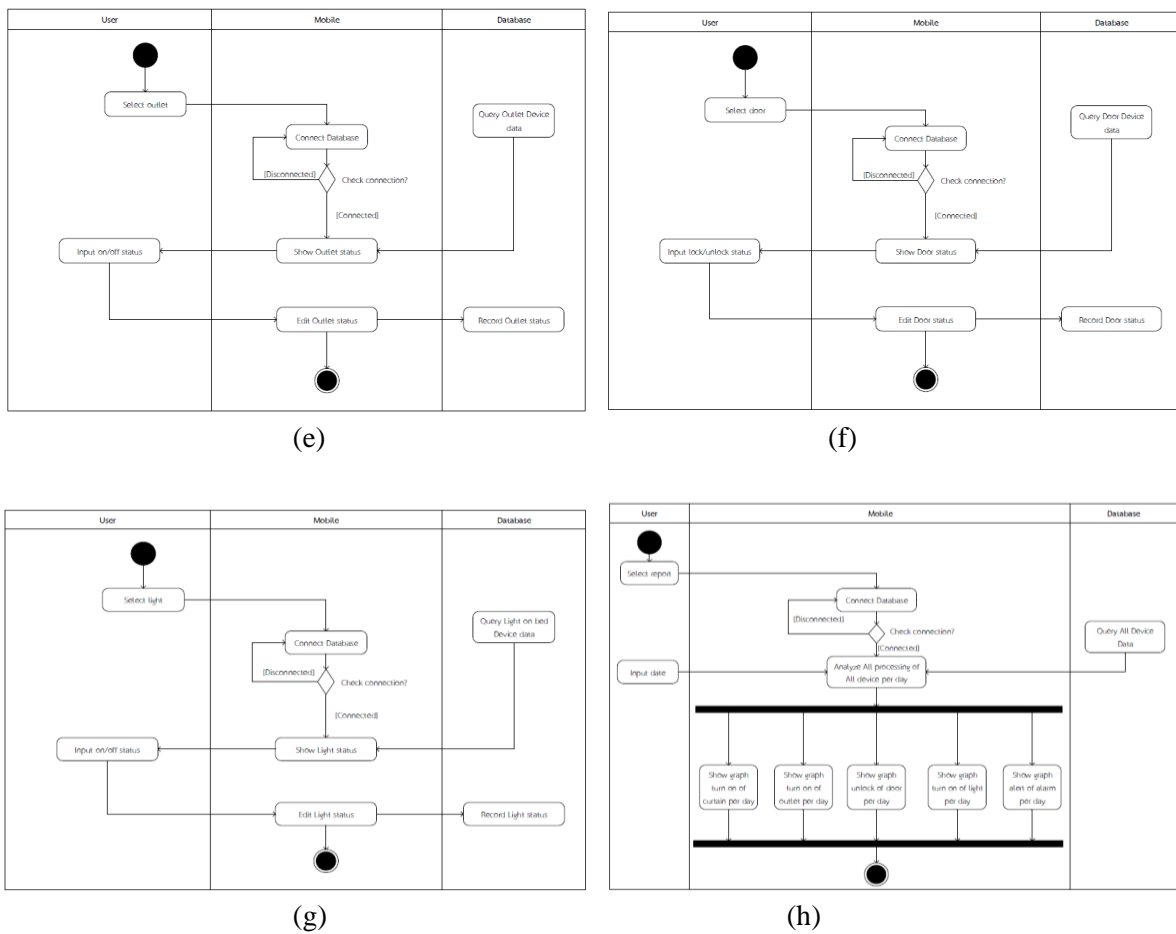 User Mobile Database
Select outlet
Query Outlet Device
data
Connect Database
[Disconnected]
Check connection?
[Connected]
Input on/off status
Show Outlet status
Edit Outlet status
Record Outlet status
(e)
User Mobile Database
Select door
Query Door Device
data
Connect Database
[Disconnected]
Check connection?
[Connected]
Input lock/unlock status
Show Door status
Edit Door status
Record Door status
(f)
User Mobile Database
Select light
Query Light on bed
Device data
Connect Database
[Disconnected]
Check connection?
[Connected]
Input on/off status
Show Light status
Edit Light status
Record Light status
(g)
User Mobile Database
Select report
Connect Database
[Disconnected]
Check connection?
[Connected]
Query All Device
Data
Input date
Analyze All processing of
All device per day
Show graph
turn on of
curtain per day
Show graph
turn on of
outlet per day
Show graph
unlock of door
per day
Show graph
turn on of light
per day
Show graph
alert of alarm
per day
(h)